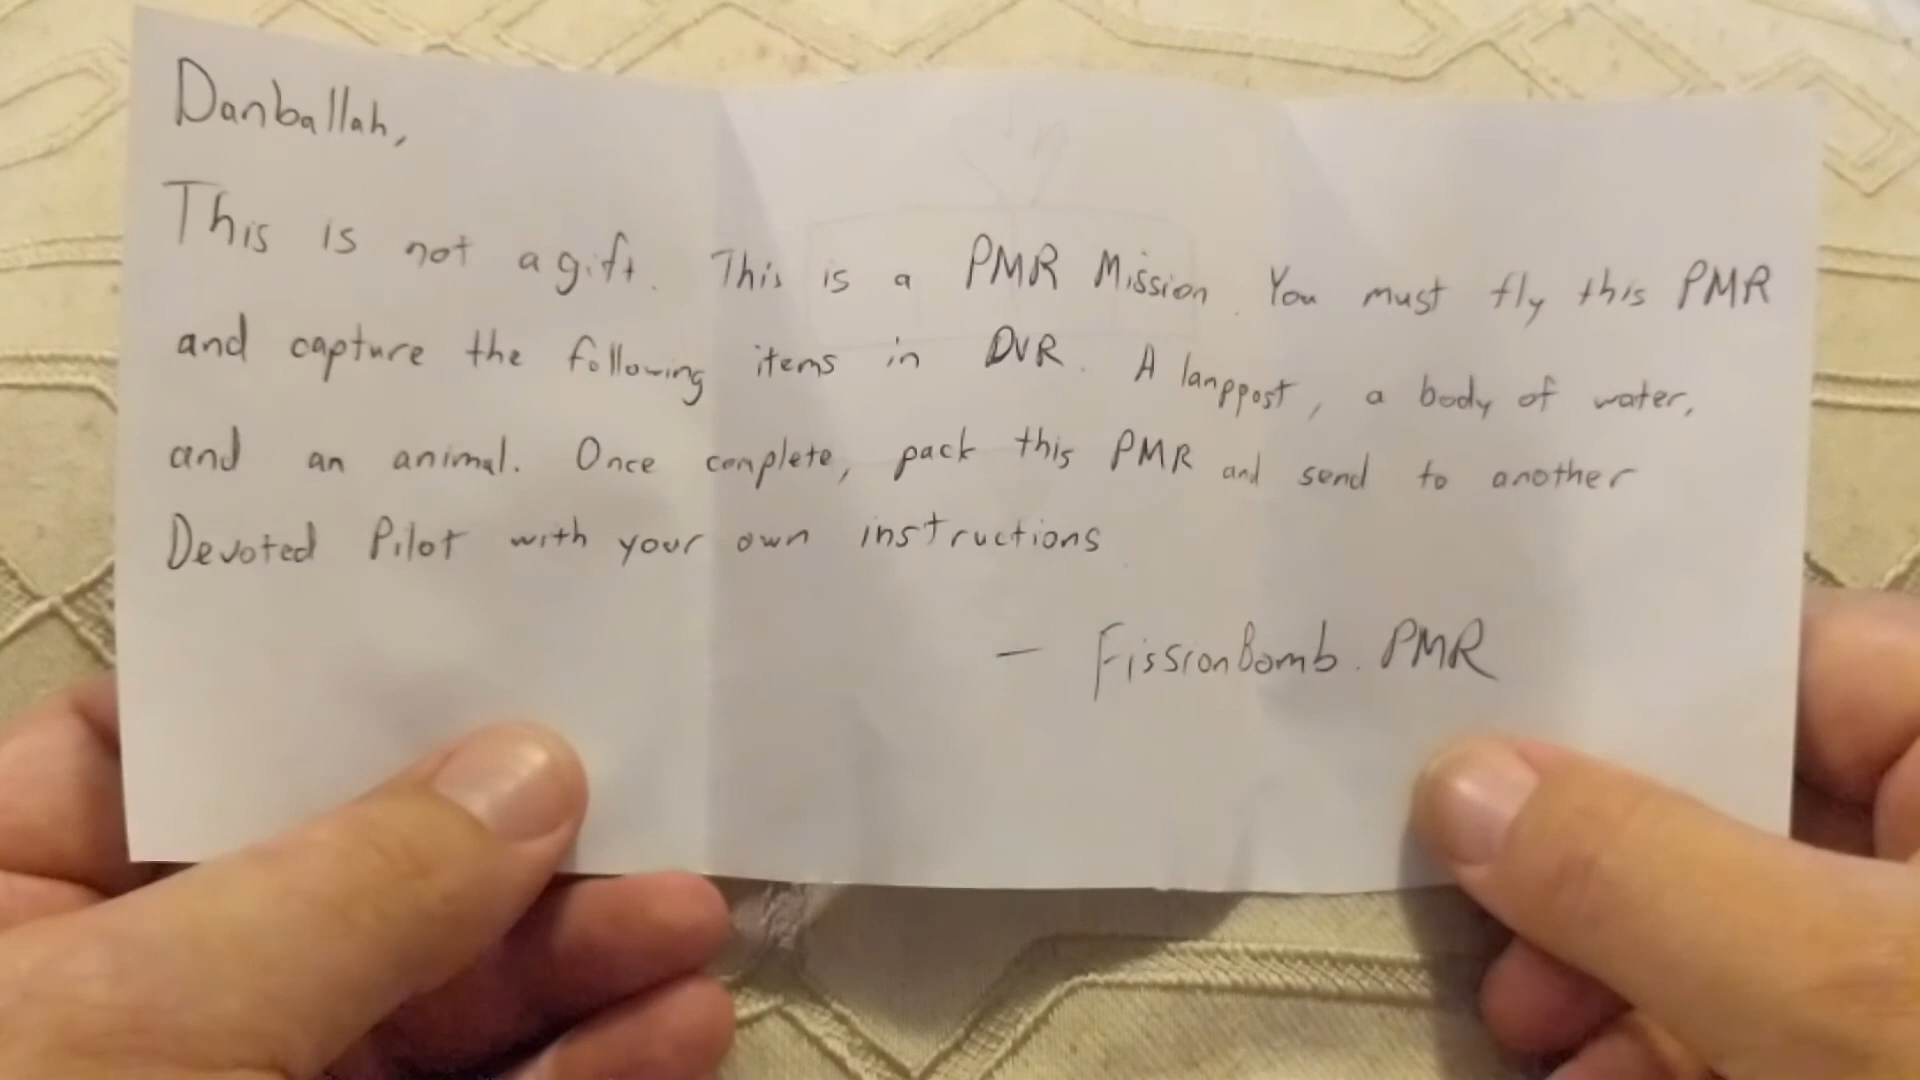 Danballah,
This is not a gift. This is a PMR Mission. You must fly this PMR
and capture the following items in DVR. A lamppost, a body of water,
and an animal. Once complete, pack this PMR and send to another
Devoted Pilot with your own instructions
— FissionBomb.PMR